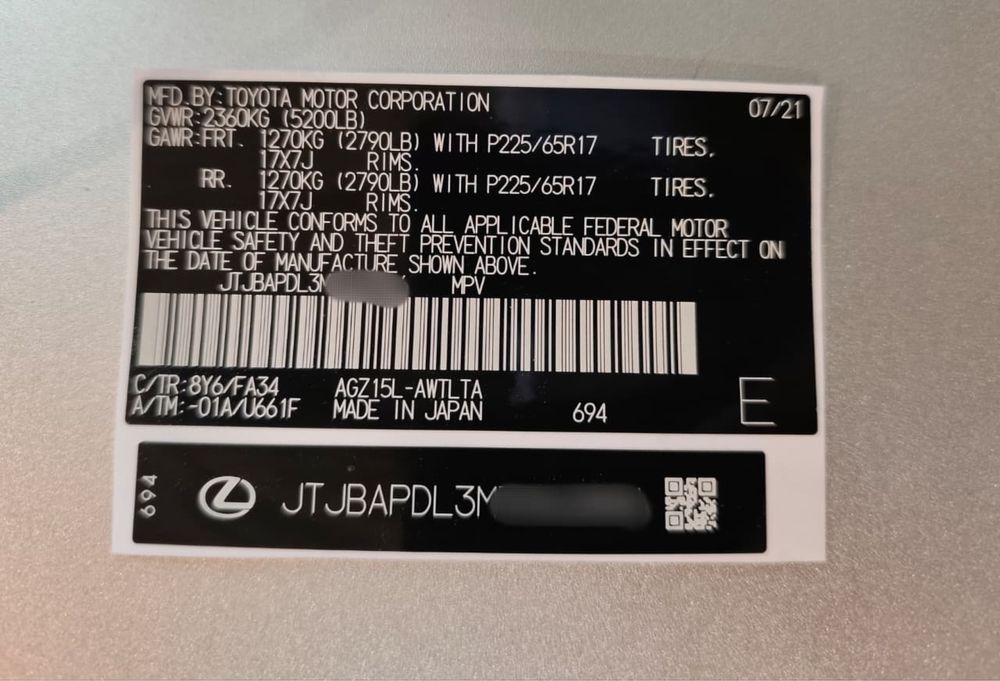 MFD.BY:TOYOTA MOTOR CORPORATION 07/21
GVWR:2360KG (5200LB)
GAWR:FRT. 1270KG (2790LB) WITH P225/65R17 TIRES.
17X7J RIMS.
RR. 1270KG (2790LB) WITH P225/65R17 TIRES.
17X7J RIMS.
THIS VEHICLE CONFORMS TO ALL APPLICABLE FEDERAL MOTOR
VEHICLE SAFETY AND THEFT PREVENTION STANDARDS IN EFFECT ON
THE DATE OF MANUFACTURE SHOWN ABOVE.
JTJBAPDL3M MPV
C/TR:8Y6/FA34 AGZ15L-AWTLTA
A/TM:-01A/U661F MADE IN JAPAN 694 E
694 JTJBAPDL3M